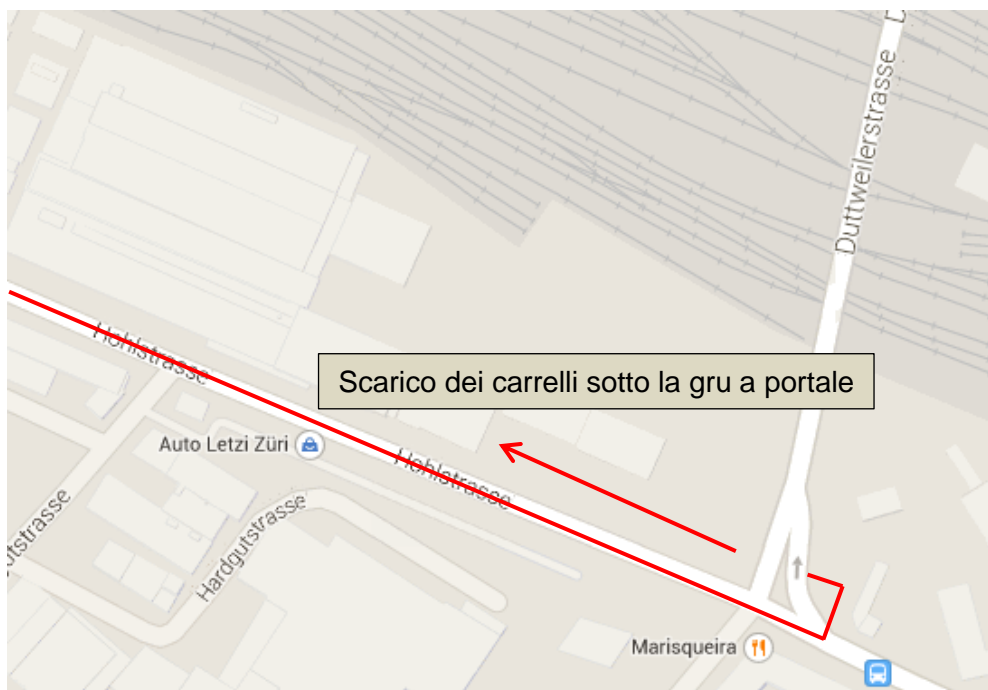 D
Duttweilerstrasse
Hohlstrasse
Scarico dei carrelli sotto la gru a portale
Auto Letzi Züri
Hohlstrasse
Hardgutstrasse
Marisqueira